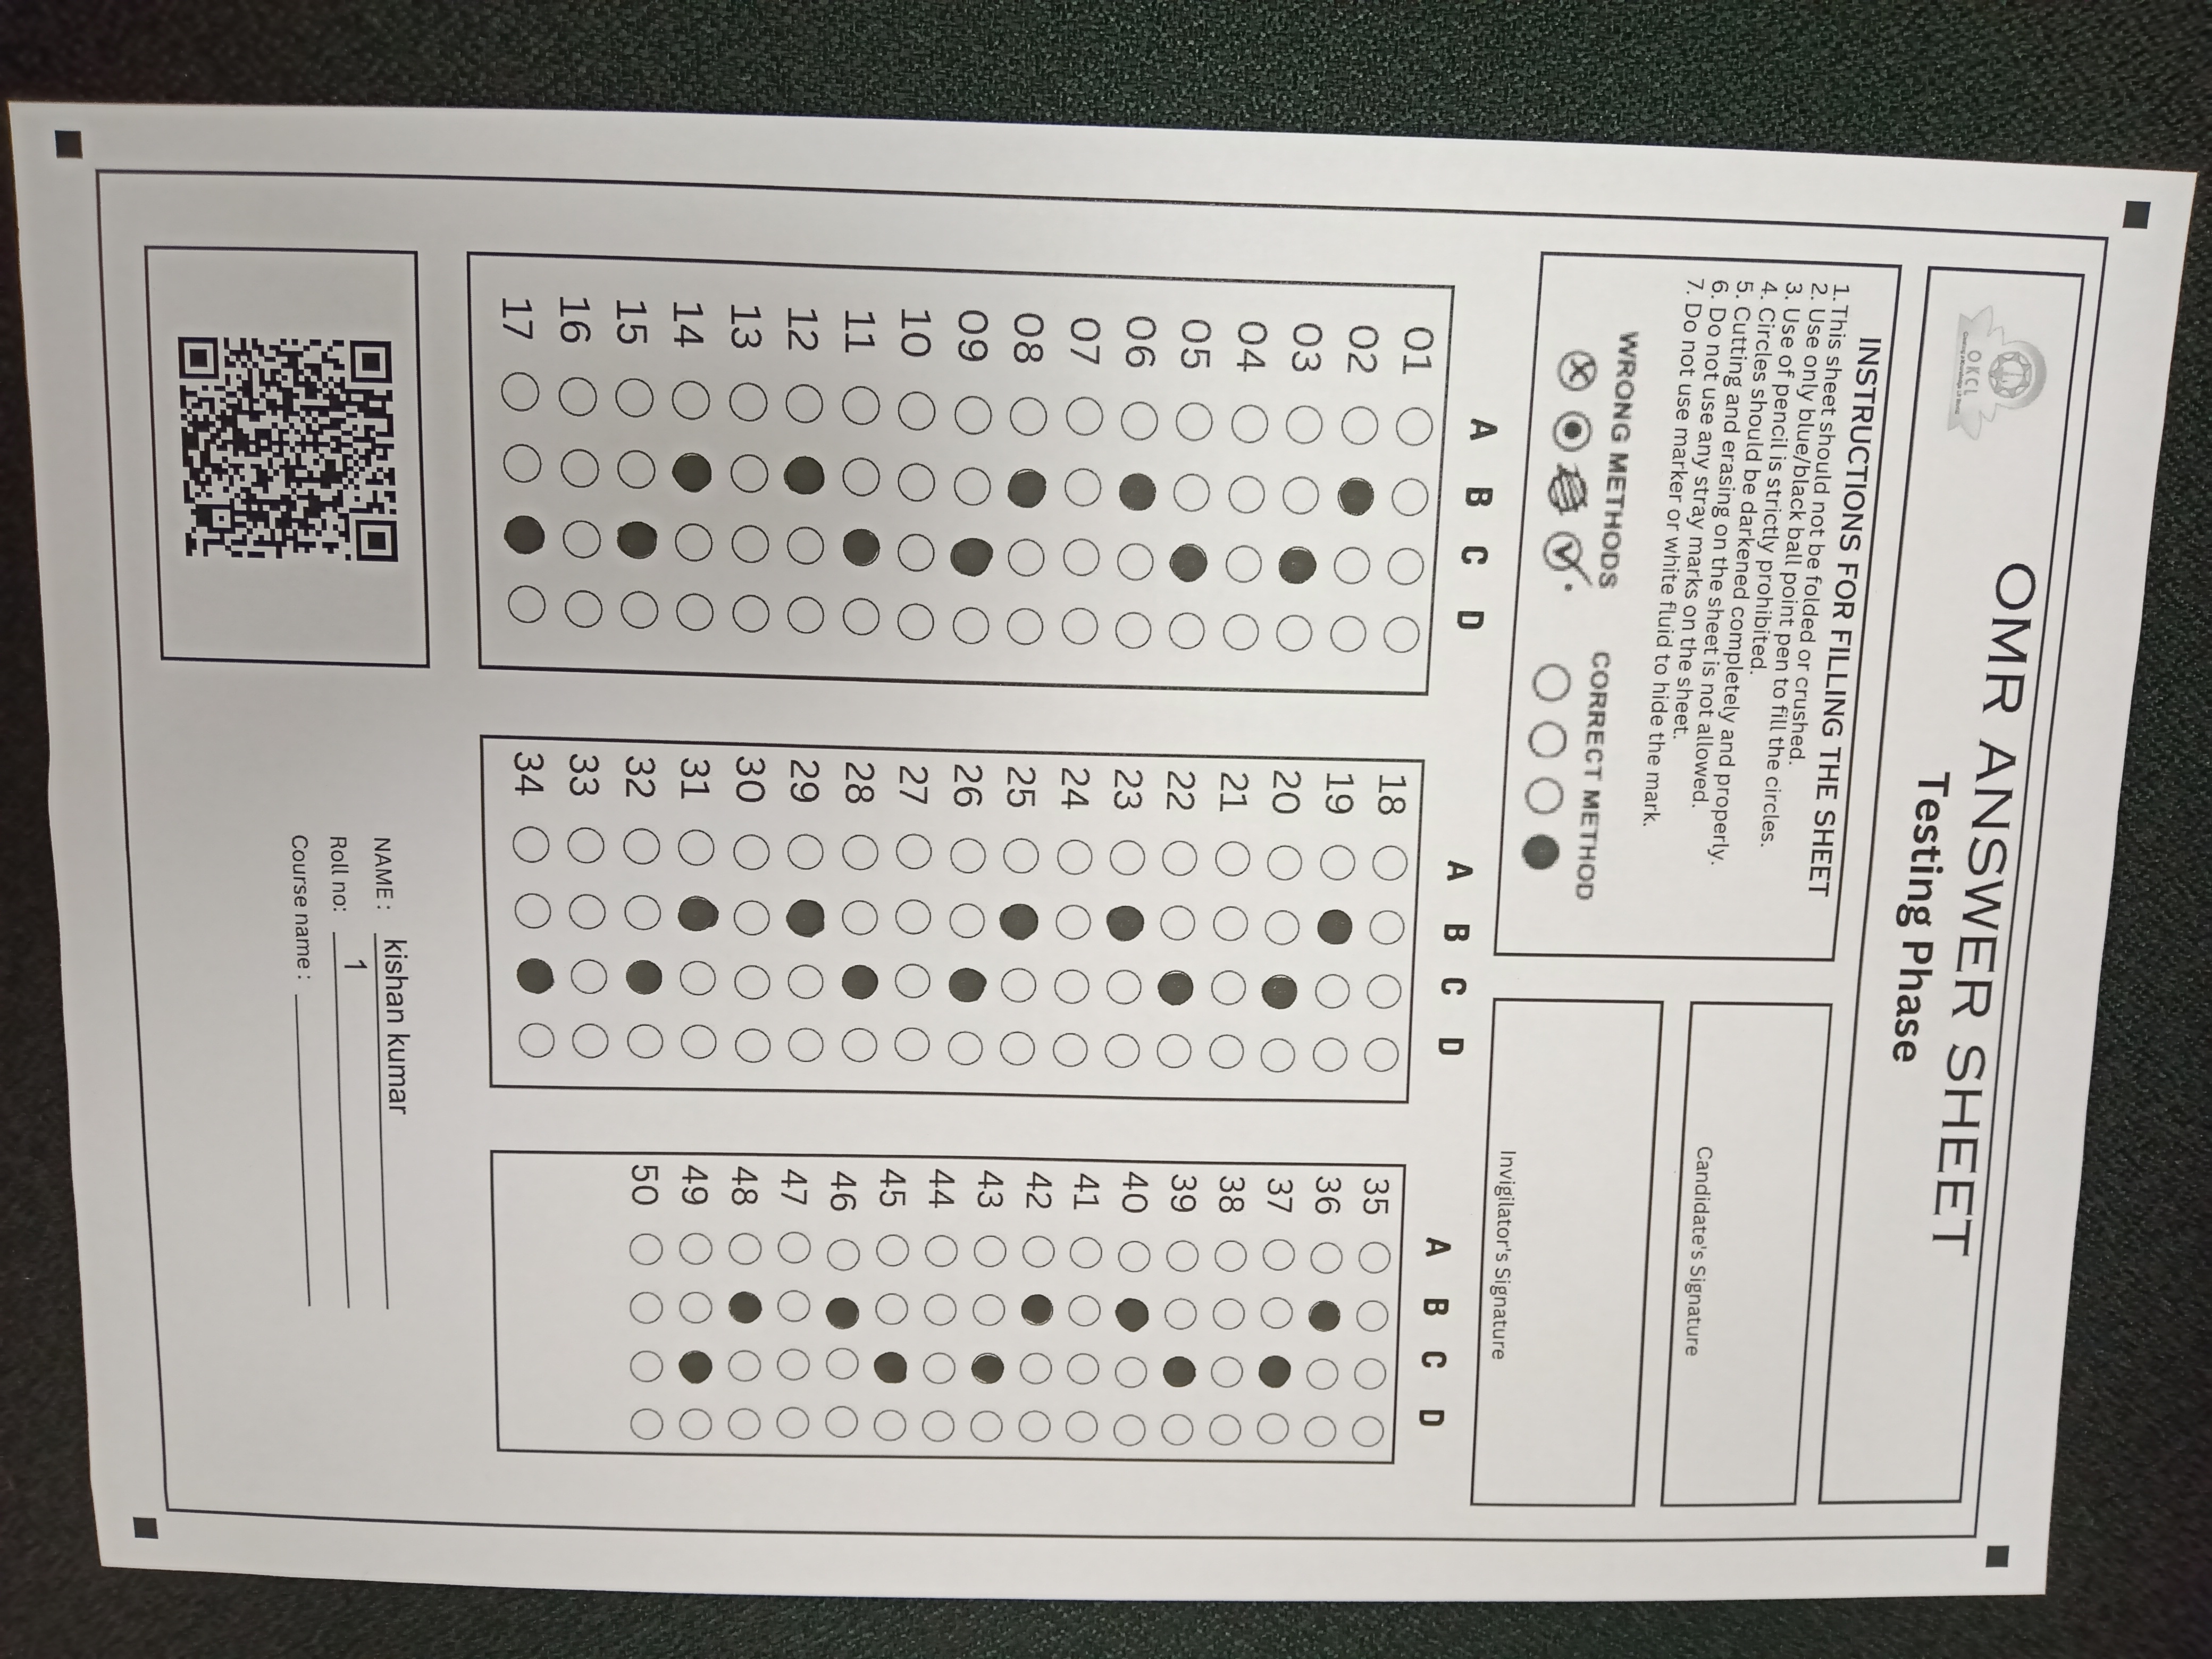 OKCL
Creating a Knowledge Lit World
OMR ANSWER SHEET
Testing Phase
INSTRUCTIONS FOR FILLING THE SHEET
1. This sheet should not be folded or crushed.
2. Use only blue/black ball point pen to fill the circles.
3. Use of pencil is strictly prohibited.
4. Circles should be darkened completely and properly.
5. Cutting and erasing on the sheet is not allowed.
6. Do not use any stray marks on the sheet.
7. Do not use marker or white fluid to hide the mark.
WRONG METHODS
CORRECT METHOD
Candidate's Signature
Invigilator's Signature
A B C D
01
02
03
04
05
06
07
08
09
10
11
12
13
14
15
16
17
A B C D
18
19
20
21
22
23
24
25
26
27
28
29
30
31
32
33
34
A B C D
35
36
37
38
39
40
41
42
43
44
45
46
47
48
49
50
NAME : kishan kumar
Roll no: 1
Course name :